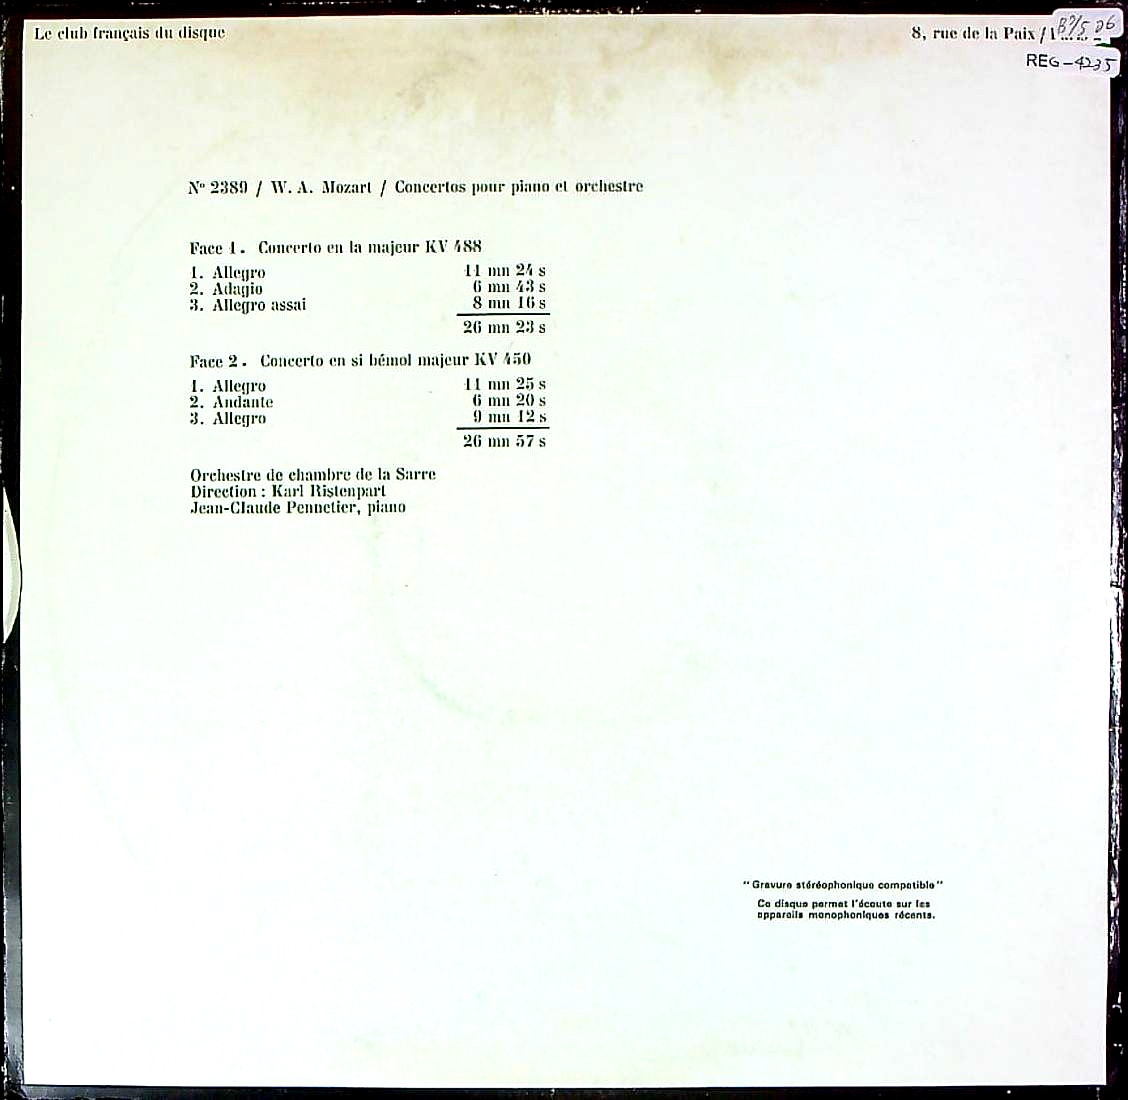 Le club français du disque
8, rue de la Paix /
REG-4235
Nº 2389 / W. A. Mozart / Concertos pour piano et orchestre
Face 1. Concerto en la majeur KV 488
1. Allegro 11 mn 24 s
2. Adagio 6 mn 43 s
3. Allegro assai 8 mn 16 s
26 mn 23 s
Face 2. Concerto en si bémol majeur KV 450
1. Allegro 11 mn 25 s
2. Andante 6 mn 20 s
3. Allegro 9 mn 12 s
26 mn 57 s
Orchestre de chambre de la Sarre
Direction : Karl Ristenpart
Jean-Claude Pennetier, piano
"Gravure stéréophonique compatible"
Ce disque permet l'écoute sur les
appareils monophoniques récents.